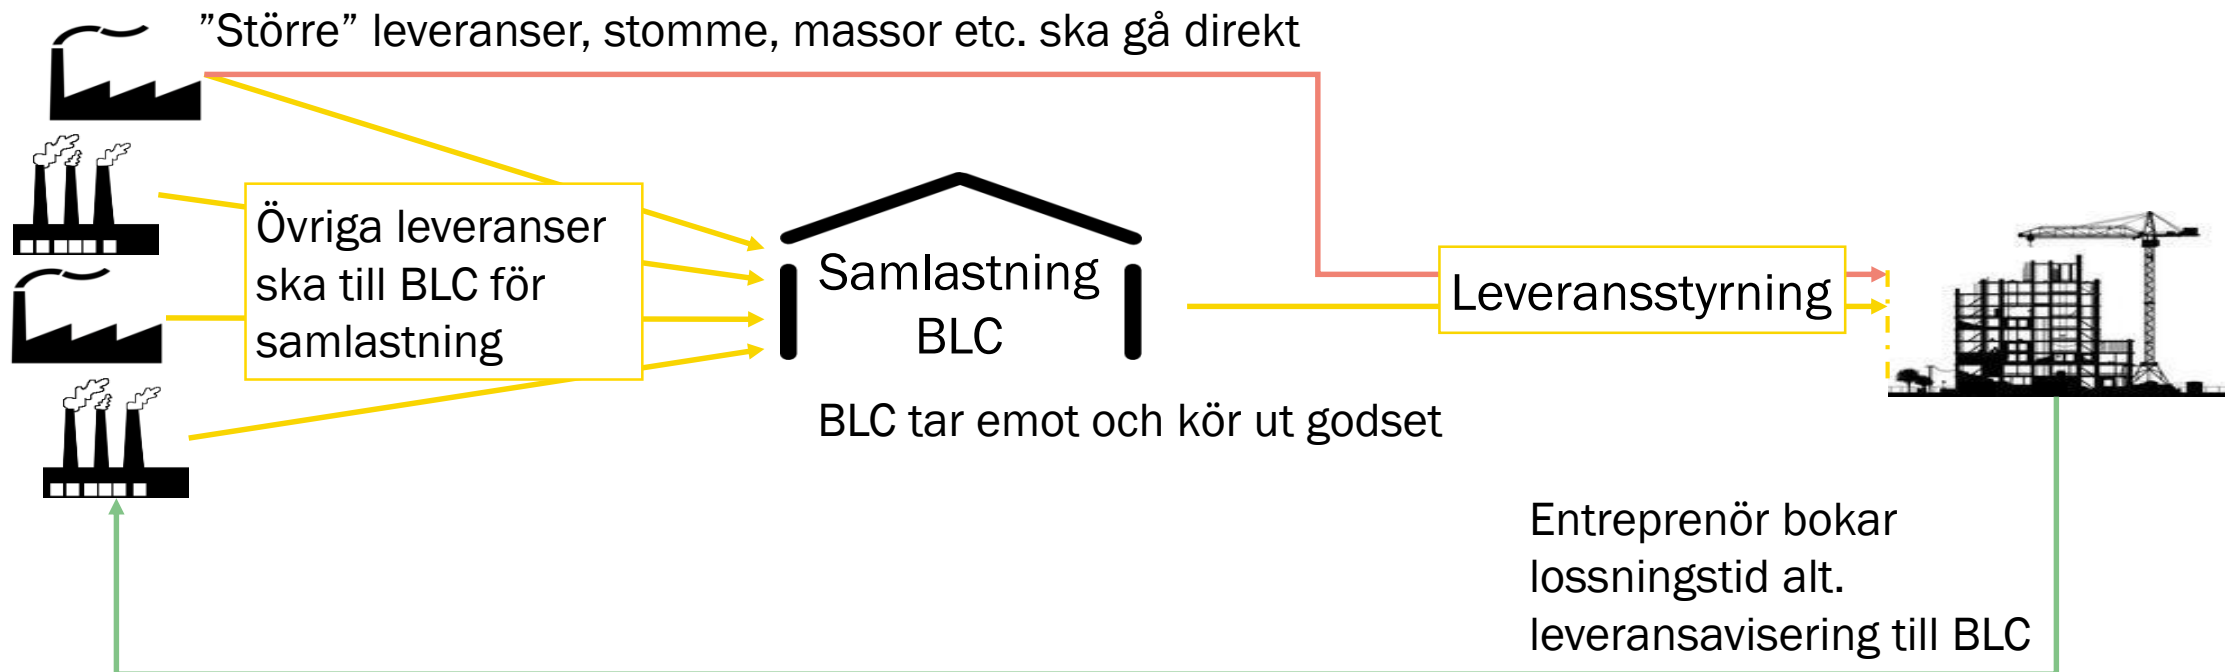 ”Större” leveranser, stomme, massor etc. ska gå direkt
Övriga leveranser
ska till BLC för
samlastning
Samlastning
BLC
Leveransstyrning
BLC tar emot och kör ut godset
Entreprenör bokar
lossningstid alt.
leveransavisering till BLC